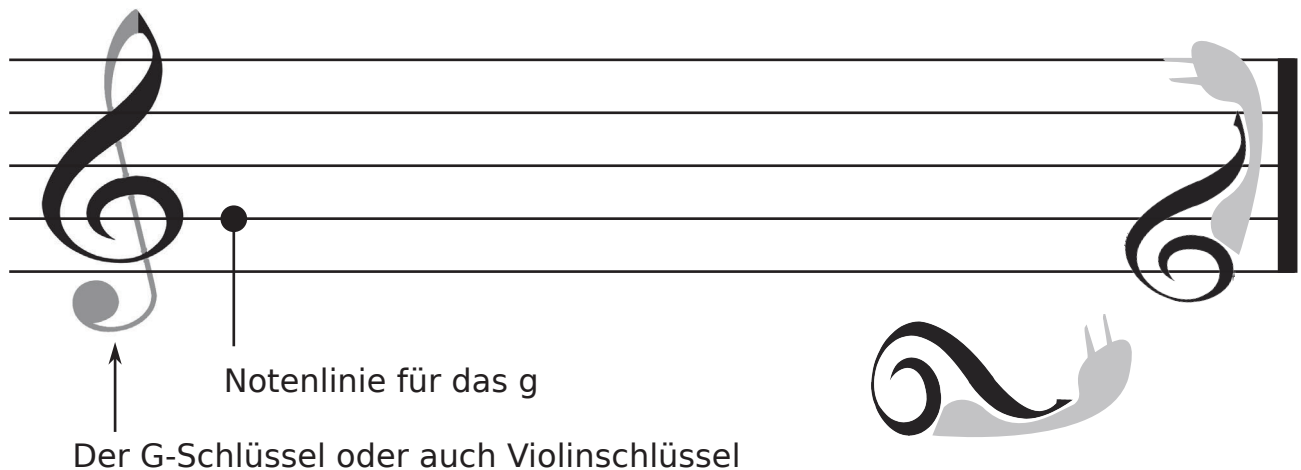 Notenlinie für das g
Der G-Schlüssel oder auch Violinschlüssel